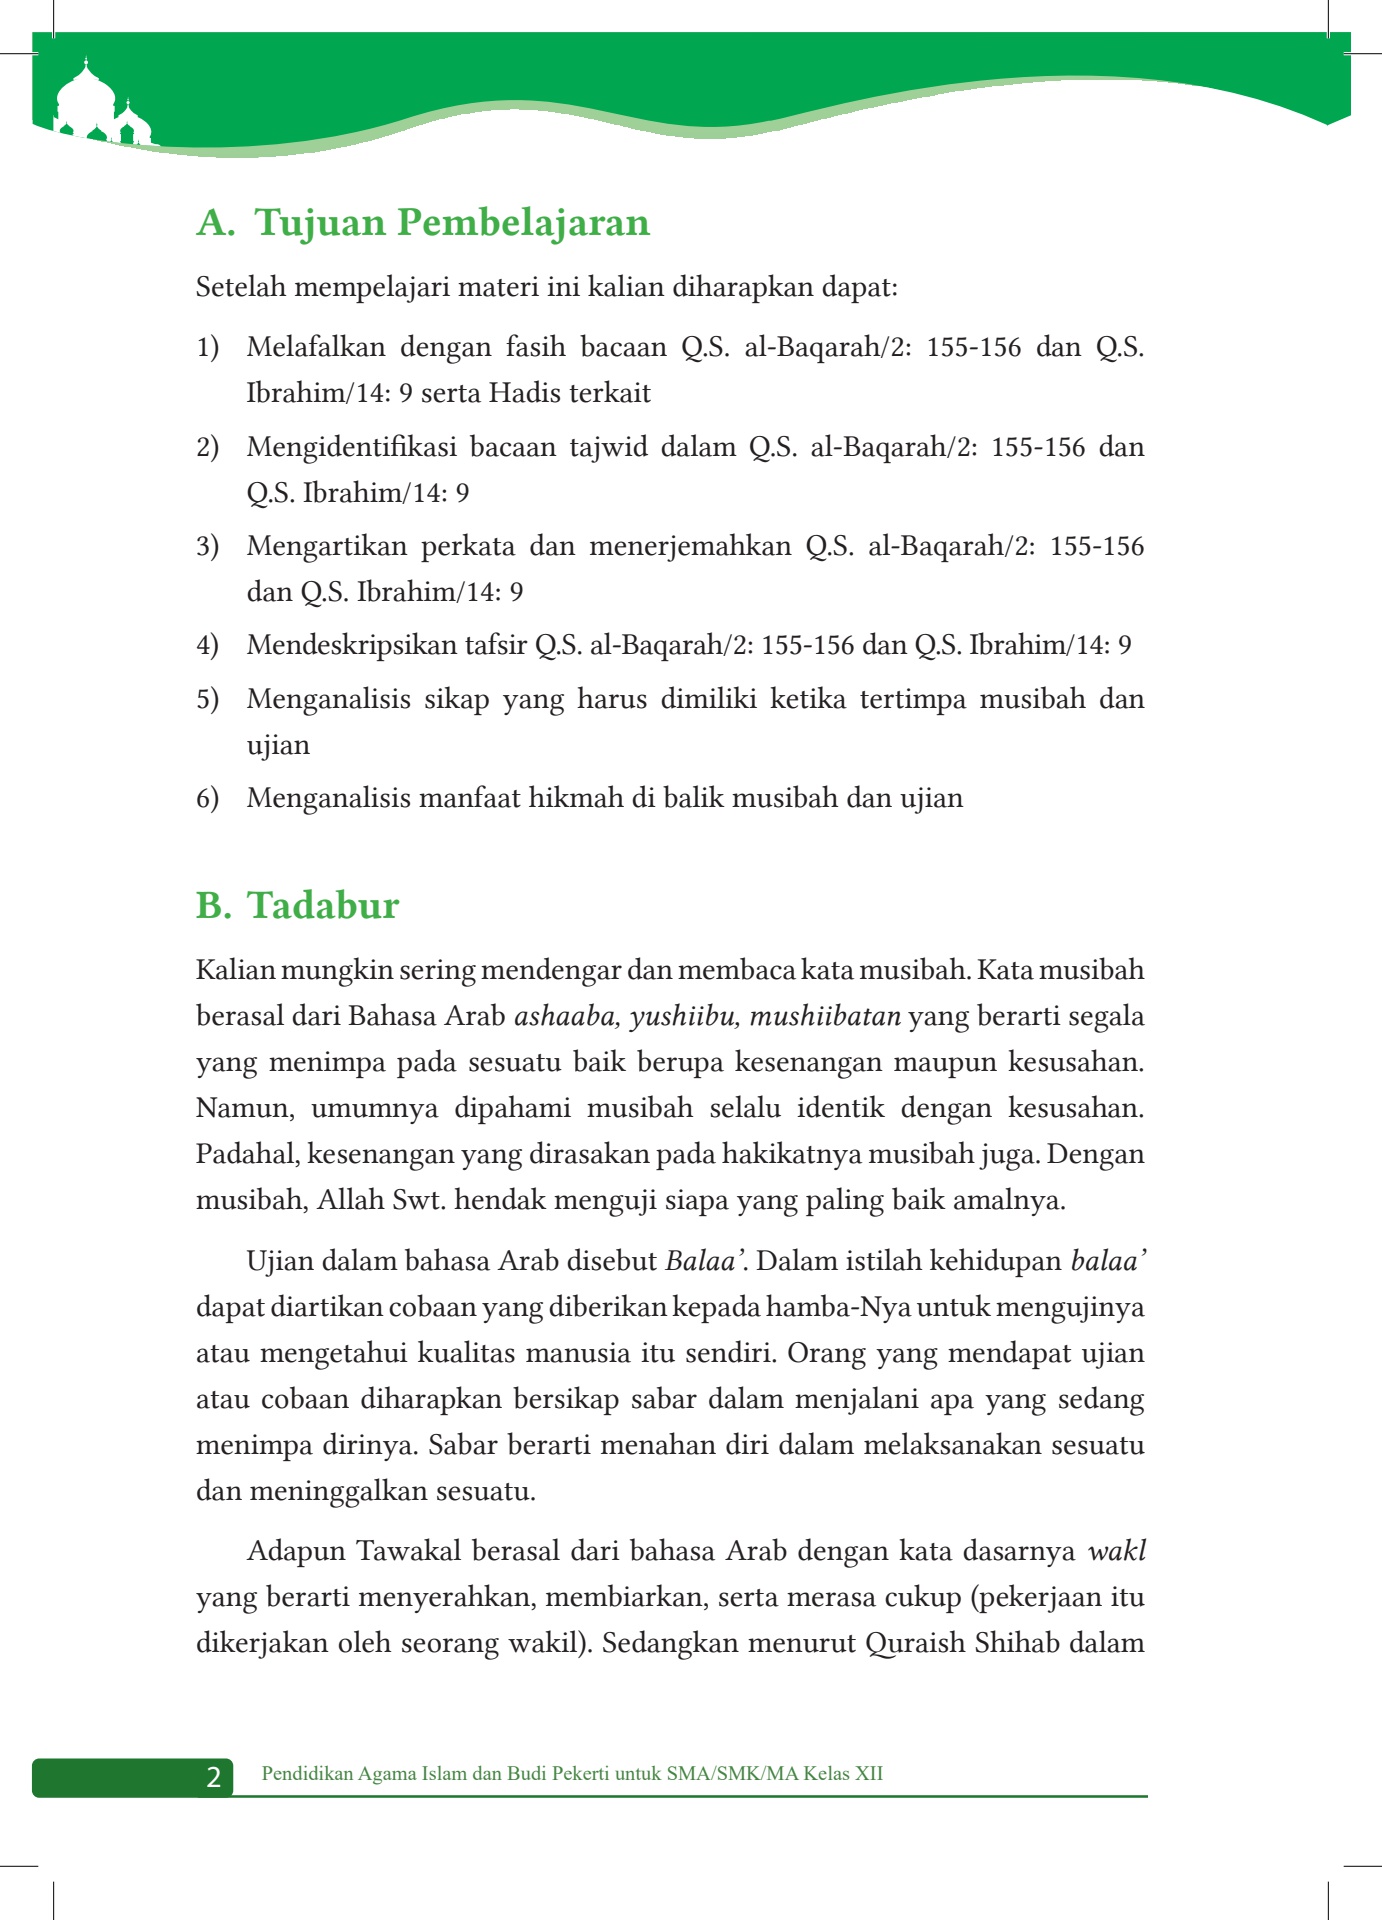 A. Tujuan Pembelajaran
Setelah mempelajari materi ini kalian diharapkan dapat:
1) Melafalkan dengan fasih bacaan Q.S. al-Baqarah/2: 155-156 dan Q.S.
Ibrahim/14: 9 serta Hadis terkait
2) Mengidentifikasi bacaan tajwid dalam Q.S. al-Baqarah/2: 155-156 dan
Q.S. Ibrahim/14: 9
3) Mengartikan perkata dan menerjemahkan Q.S. al-Baqarah/2: 155-156
dan Q.S. Ibrahim/14: 9
4) Mendeskripsikan tafsir Q.S. al-Baqarah/2: 155-156 dan Q.S. Ibrahim/14: 9
5) Menganalisis sikap yang harus dimiliki ketika tertimpa musibah dan
ujian
6) Menganalisis manfaat hikmah di balik musibah dan ujian
B. Tadabur
Kalian mungkin sering mendengar dan membaca kata musibah. Kata musibah
berasal dari Bahasa Arab ashaaba, yushiibu, mushiibatan yang berarti segala
yang menimpa pada sesuatu baik berupa kesenangan maupun kesusahan.
Namun, umumnya dipahami musibah selalu identik dengan kesusahan.
Padahal, kesenangan yang dirasakan pada hakikatnya musibah juga. Dengan
musibah, Allah Swt. hendak menguji siapa yang paling baik amalnya.
Ujian dalam bahasa Arab disebut Balaa’. Dalam istilah kehidupan balaa’
dapat diartikan cobaan yang diberikan kepada hamba-Nya untuk mengujinya
atau mengetahui kualitas manusia itu sendiri. Orang yang mendapat ujian
atau cobaan diharapkan bersikap sabar dalam menjalani apa yang sedang
menimpa dirinya. Sabar berarti menahan diri dalam melaksanakan sesuatu
dan meninggalkan sesuatu.
Adapun Tawakal berasal dari bahasa Arab dengan kata dasarnya wakl
yang berarti menyerahkan, membiarkan, serta merasa cukup (pekerjaan itu
dikerjakan oleh seorang wakil). Sedangkan menurut Quraish Shihab dalam
2 Pendidikan Agama Islam dan Budi Pekerti untuk SMA/SMK/MA Kelas XII